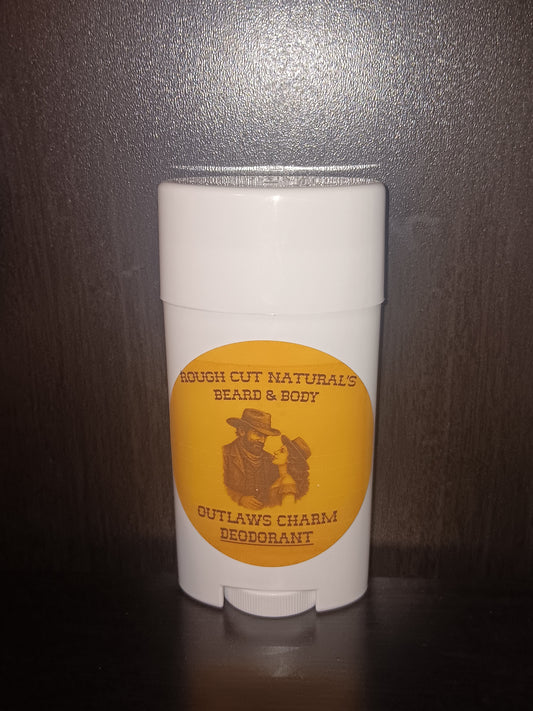 ROUGH CUT NATURAL'S
BEARD & BODY
OUTLAWS CHARM
DEODORANT